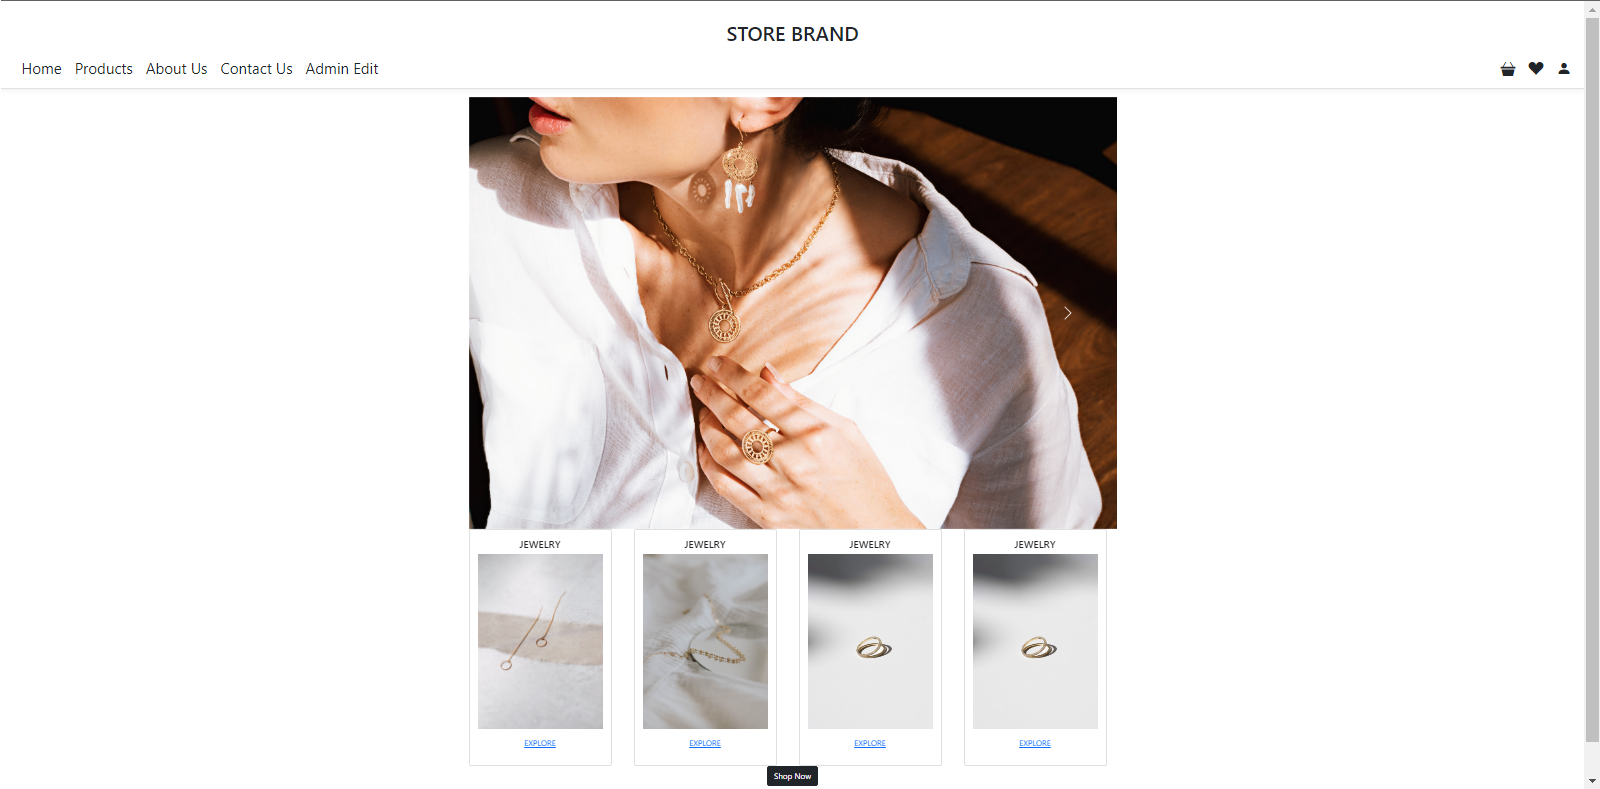 STORE BRAND
Home Products About Us Contact Us Admin Edit
JEWELRY JEWELRY JEWELRY JEWELRY
EXPLORE EXPLORE EXPLORE EXPLORE
Shop Now